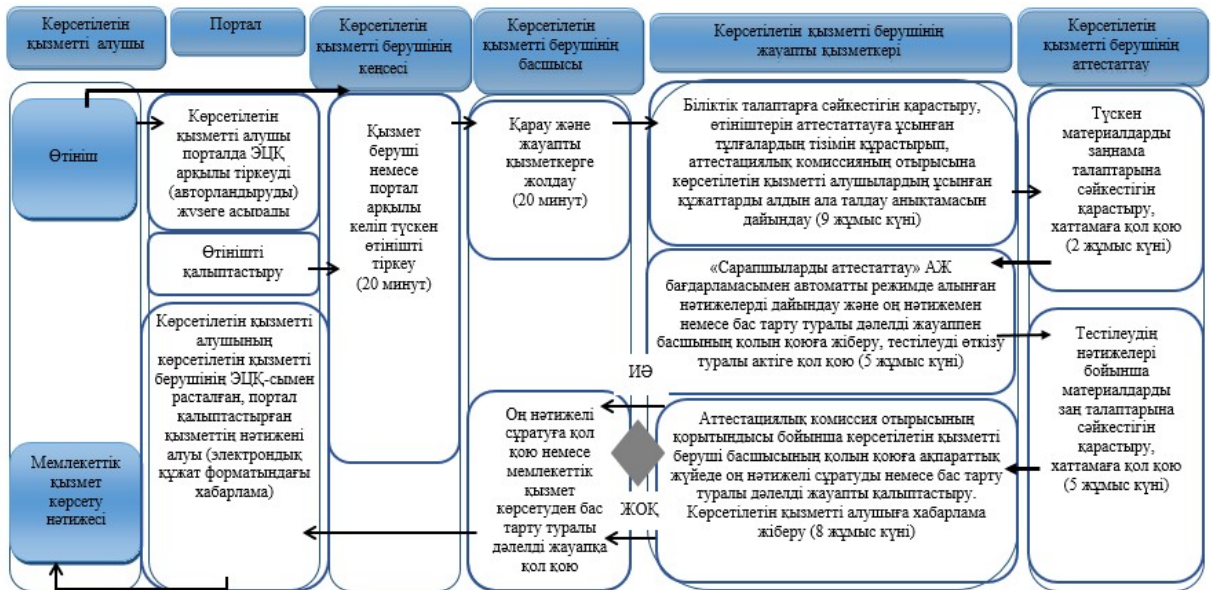 Көрсетілетін
қызметті алушы
Портал
Көрсетілетін
қызметті берушінің
кеңсесі
Көрсетілетін
қызметті берушінің
басшысы
Көрсетілетін қызметті берушінің
жауапты қызметкері
Көрсетілетін
қызметті берушінің
аттестаттау
Өтініш
Көрсетілетін
қызметті алушы
порталда ЭЦҚ
арқылы тіркеуді
(авторландыруды)
жүзеге асырады
Өтінішті
қалыптастыру
Көрсетілетін қызметті
алушының
көрсетілетін қызметті
берушінің ЭЦҚ-сымен
расталған, портал
қалыптастырған
қызметтің нәтижені
алуы (электрондық
құжат форматындағы
хабарлама)
Мемлекеттік
қызмет
көрсету
нәтижесі
Қызмет
беруші
немесе
портал
арқылы
келіп түскен
өтінішті
тіркеу
(20 минут)
Қарау және
жауапты
қызметкерге
жолдау
(20 минут)
Біліктік талаптарға сәйкестігін қарастыру,
өтініштерін аттестаттауға ұсынған
тұлғалардың тізімін құрастырып,
аттестациялық комиссияның отырысына
көрсетілетін қызметті алушылардың ұсынған
құжаттарды алдын ала талдау анықтамасын
дайындау (9 жұмыс күні)
Түскен
материалдарды
заңнама
талаптарына
сәйкестігін
қарастыру,
хаттамаға қол қою
(2 жұмыс күні)
«Сарапшыларды аттестаттау» АЖ
бағдарламасымен автоматты режимде алынған
нәтижелерді дайындау және оң нәтижемен
немесе бас тарту туралы дәлелді жауаппен
басшының қолын қоюға жіберу, тестілеуді өткізу
туралы актіге қол қою (5 жұмыс күні)
Тестілеудің
нәтижелері
бойынша
материалдарды
заң талаптарына
сәйкестігін
қарастыру,
хаттамаға қол қою
(5 жұмыс күні)
ИӘ
ЖОҚ
Оң нәтижелі
сұратуға қол
қою немесе
мемлекеттік
қызмет
көрсетуден бас
тарту туралы
дәлелді жауапқа
қол қою
Аттестациялық комиссия отырысының
қорытындысы бойынша көрсетілетін қызметті
беруші басшысының қолын қоюға ақпараттық
жүйеде оң нәтижелі сұратуды немесе бас тарту
туралы дәлелді жауапты қалыптастыру.
Көрсетілетін қызметті алушыға хабарлама
жіберу (8 жұмыс күні)